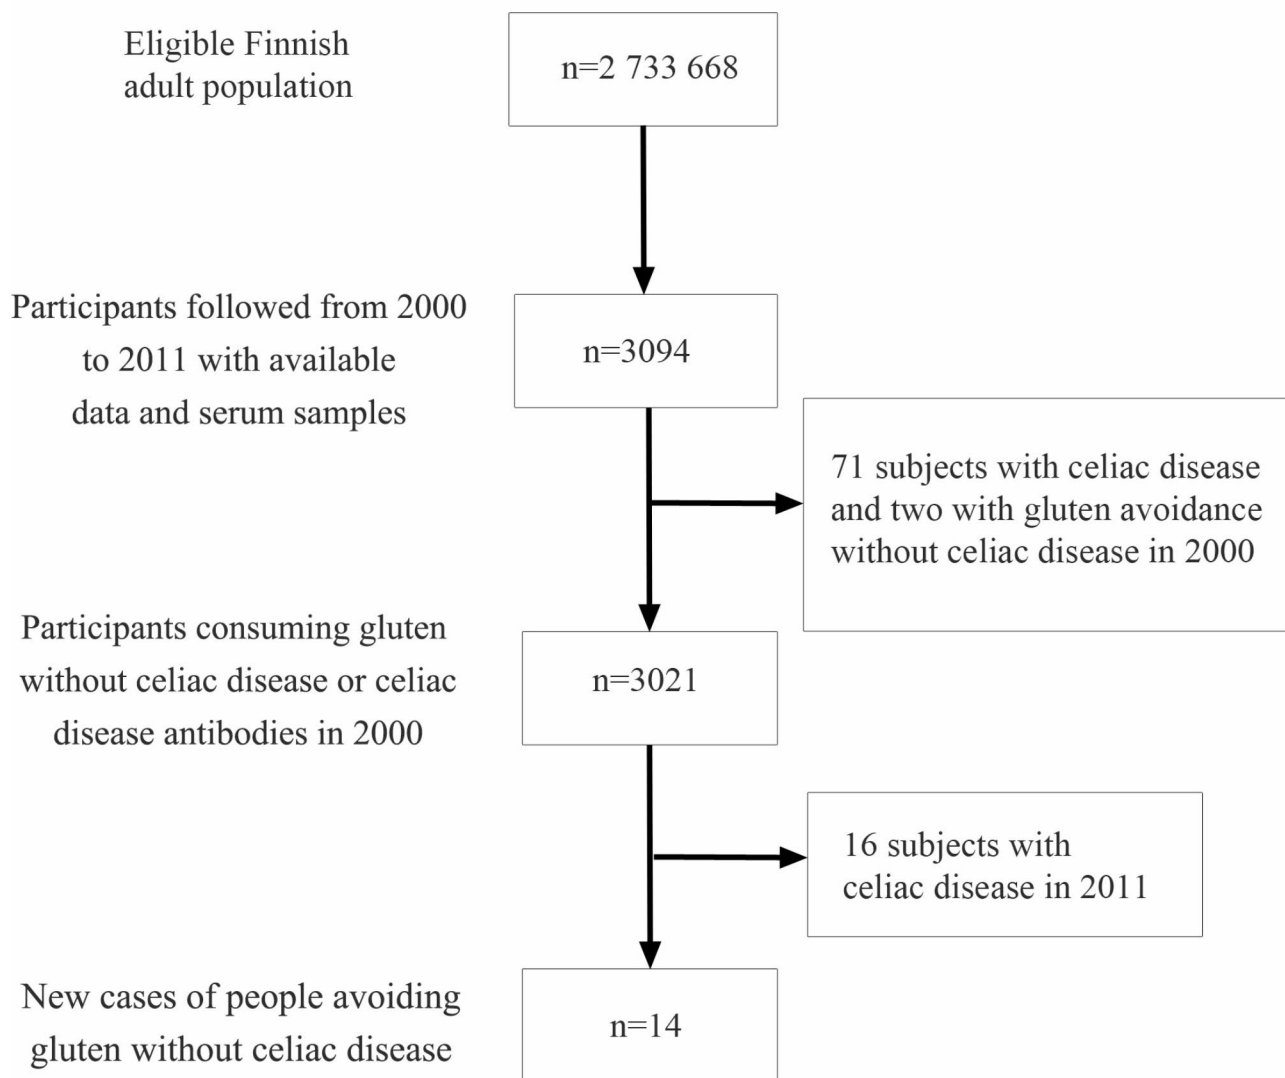 Eligible Finnish
adult population
n=2 733 668
Participants followed from 2000
to 2011 with available
data and serum samples
n=3094
71 subjects with celiac disease
and two with gluten avoidance
without celiac disease in 2000
Participants consuming gluten
without celiac disease or celiac
disease antibodies in 2000
n=3021
16 subjects with
celiac disease in 2011
New cases of people avoiding
gluten without celiac disease
n=14